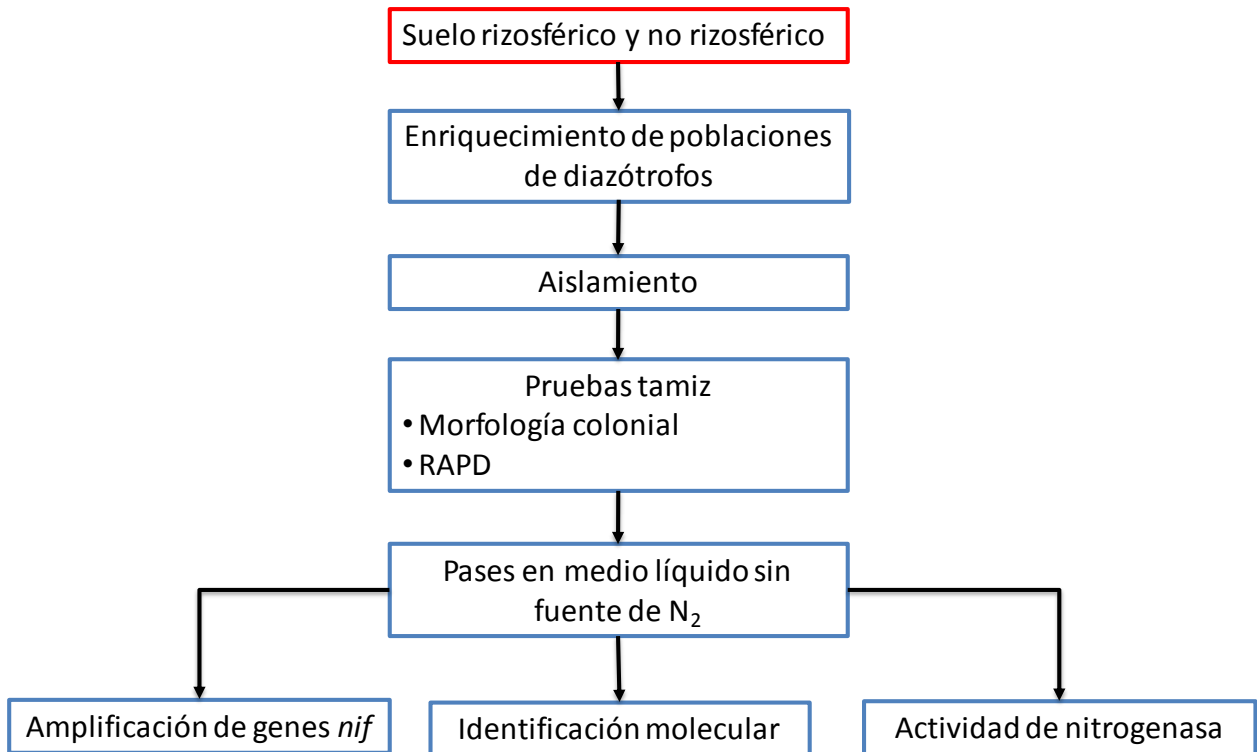 Suelo rizosférico y no rizosférico
Enriquecimiento de poblaciones
de diazótrofos
Aislamiento
Pruebas tamiz
• Morfología colonial
• RAPD
Pases en medio líquido sin
fuente de N₂
Amplificación de genes nif
Identificación molecular
Actividad de nitrogenasa